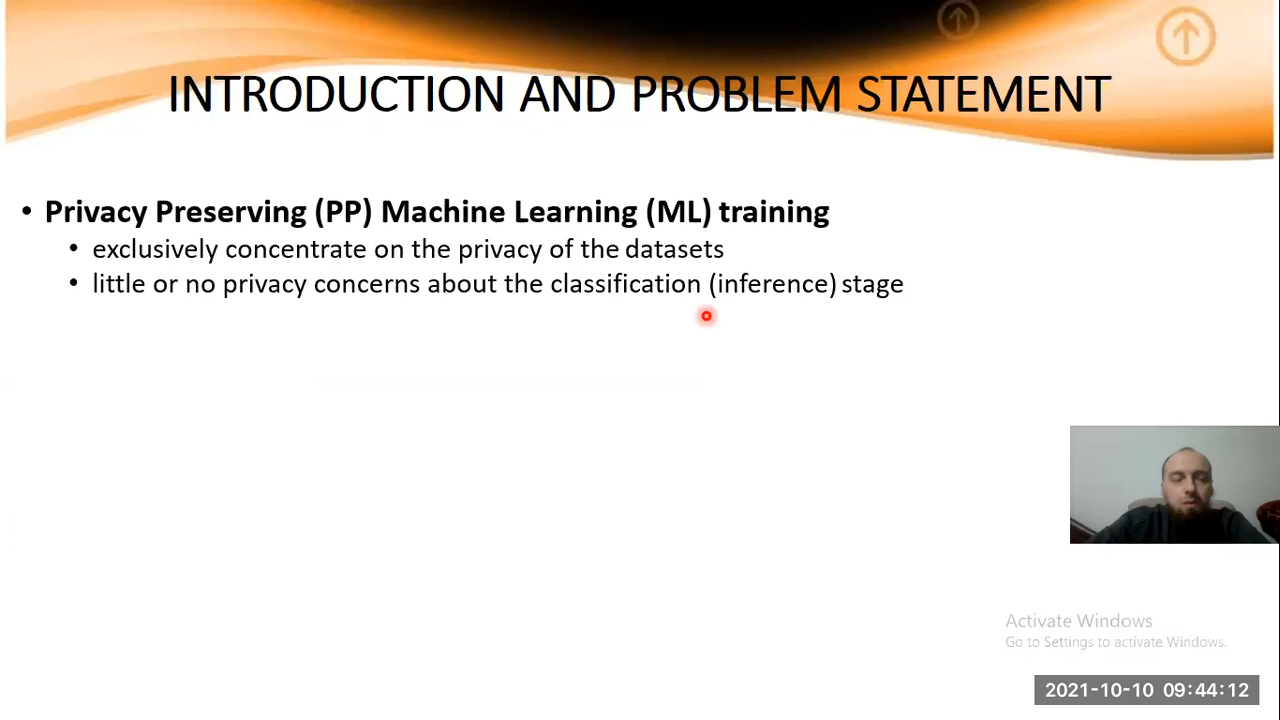 INTRODUCTION AND PROBLEM STATEMENT
• Privacy Preserving (PP) Machine Learning (ML) training
• exclusively concentrate on the privacy of the datasets
• little or no privacy concerns about the classification (inference) stage
Activate Windows
Go to Settings to activate Windows.
2021-10-10 09:44:12